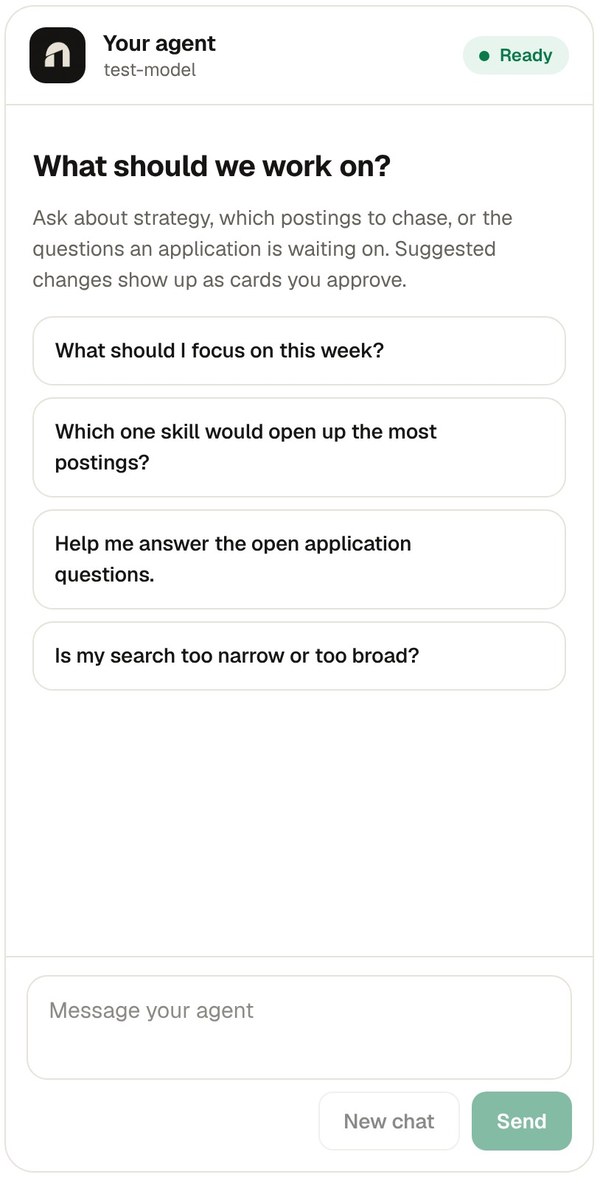 Your agent
test-model
Ready
What should we work on?
Ask about strategy, which postings to chase, or the
questions an application is waiting on. Suggested
changes show up as cards you approve.
What should I focus on this week?
Which one skill would open up the most
postings?
Help me answer the open application
questions.
Is my search too narrow or too broad?
Message your agent
New chat
Send